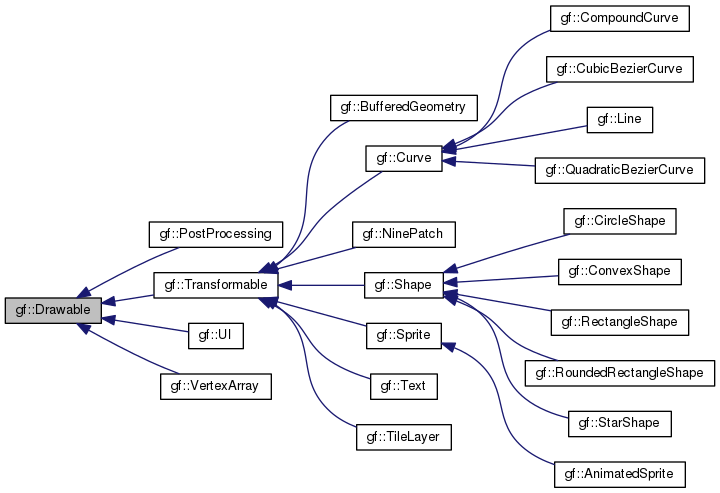 gf::CompoundCurve
gf::CubicBezierCurve
gf::BufferedGeometry
gf::Line
gf::Curve
gf::QuadraticBezierCurve
gf::PostProcessing
gf::NinePatch
gf::CircleShape
gf::Transformable
gf::Shape
gf::ConvexShape
gf::Drawable
gf::RectangleShape
gf::UI
gf::Sprite
gf::RoundedRectangleShape
gf::VertexArray
gf::Text
gf::StarShape
gf::TileLayer
gf::AnimatedSprite